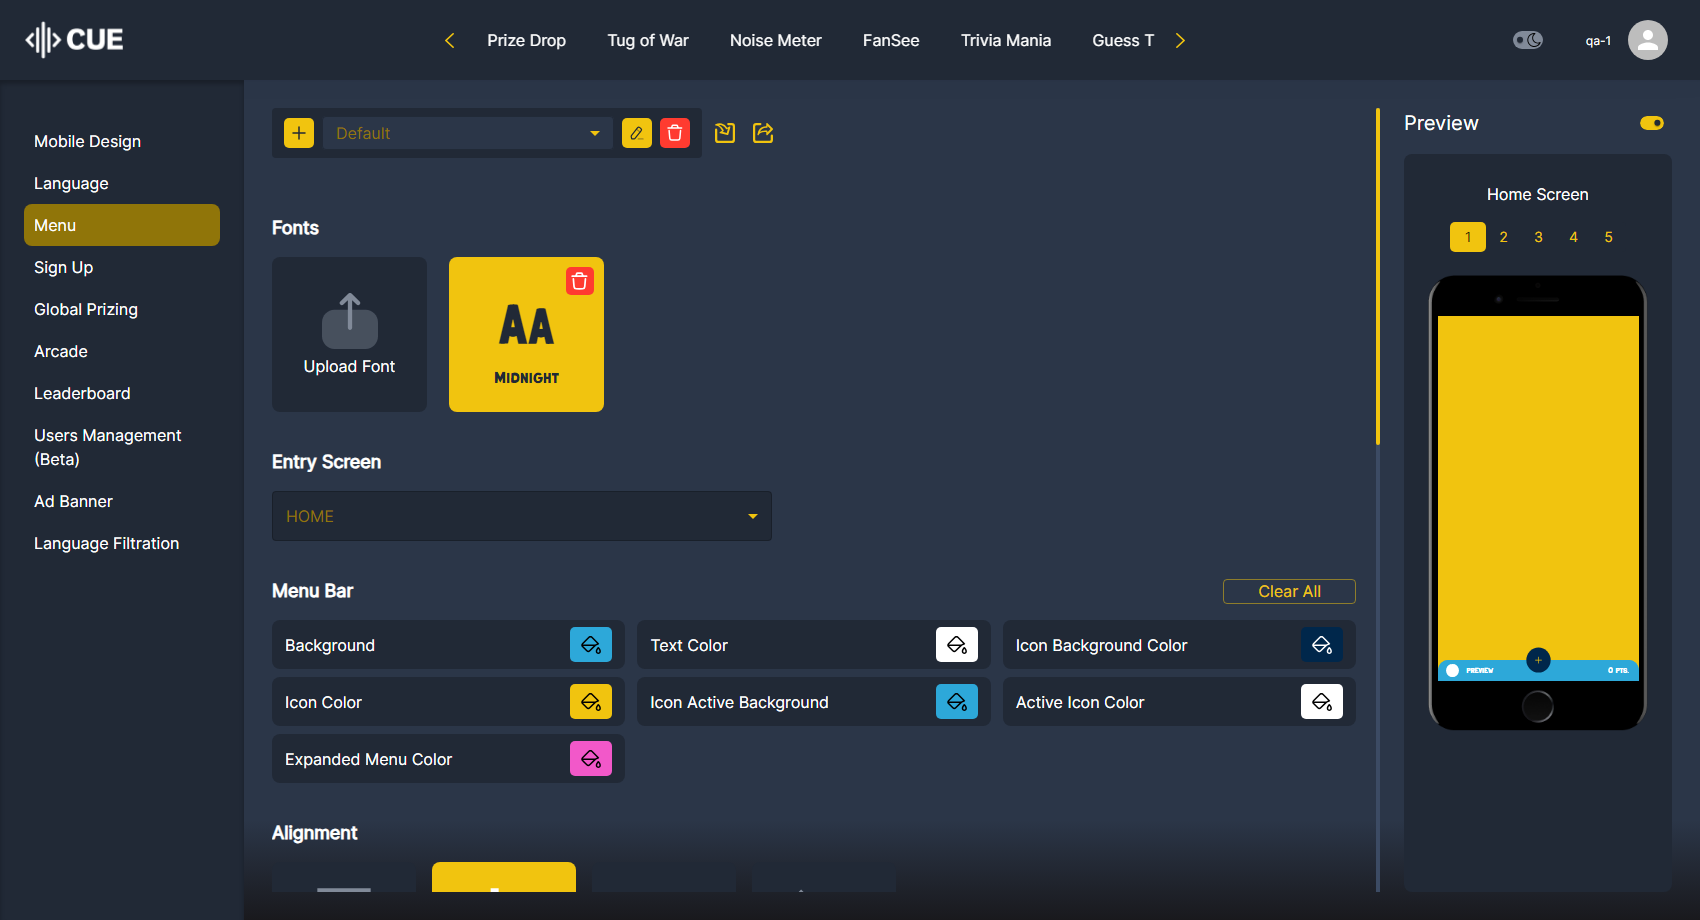 CUE
Prize Drop
Tug of War
Noise Meter
FanSee
Trivia Mania
Guess T
qa-1
Mobile Design
Language
Menu
Sign Up
Global Prizing
Arcade
Leaderboard
Users Management
(Beta)
Ad Banner
Language Filtration
Default
Fonts
Upload Font
AA
MIDNIGHT
Entry Screen
HOME
Menu Bar
Clear All
Background
Text Color
Icon Background Color
Icon Color
Icon Active Background
Active Icon Color
Expanded Menu Color
Alignment
Preview
Home Screen
1 2 3 4 5
PREVIEW
0 PTS.